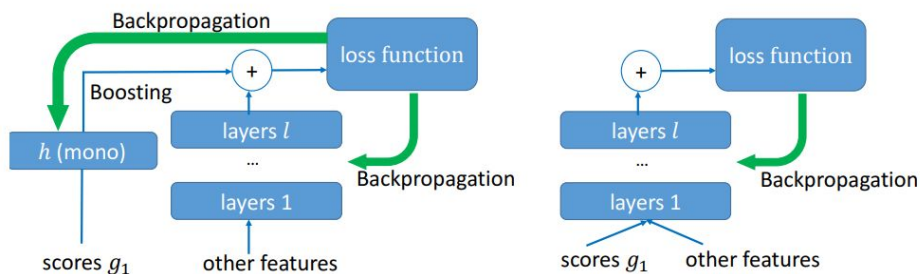 Backpropagation
loss function
+
Boosting
h (mono)
layers l
...
Backpropagation
layers 1
scores g₁
other features
loss function
+
layers l
...
Backpropagation
layers 1
scores g₁
other features